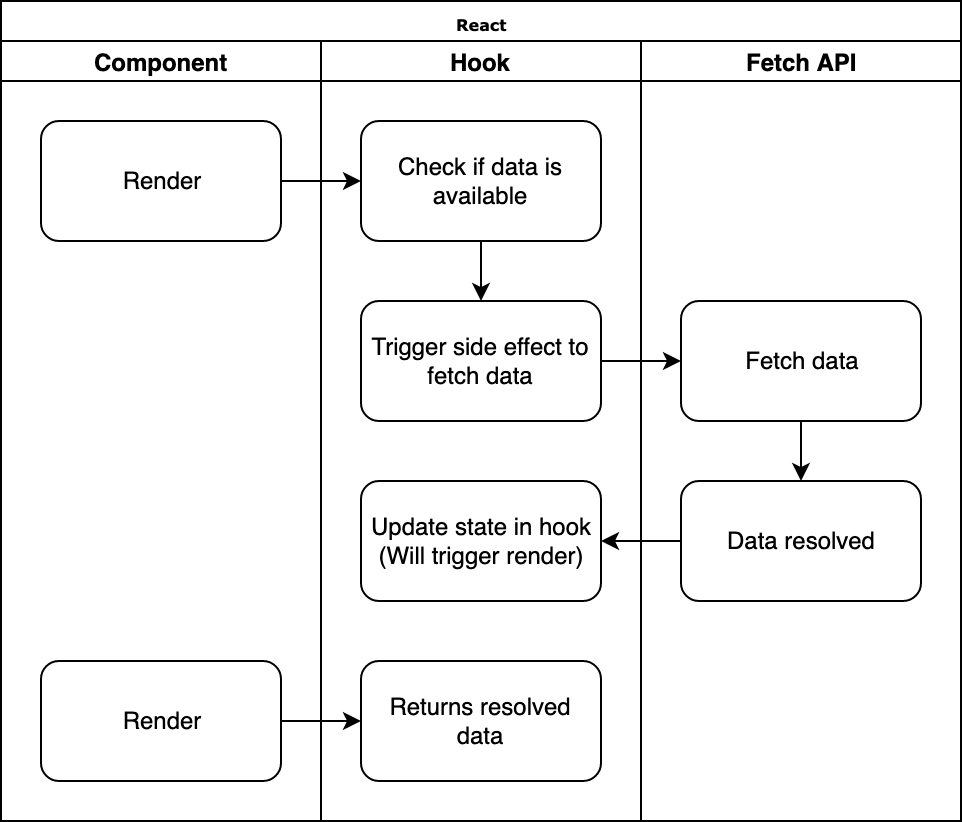 React
Component
Hook
Fetch API
Render
Check if data is
available
Trigger side effect to
fetch data
Fetch data
Update state in hook
(Will trigger render)
Data resolved
Render
Returns resolved
data